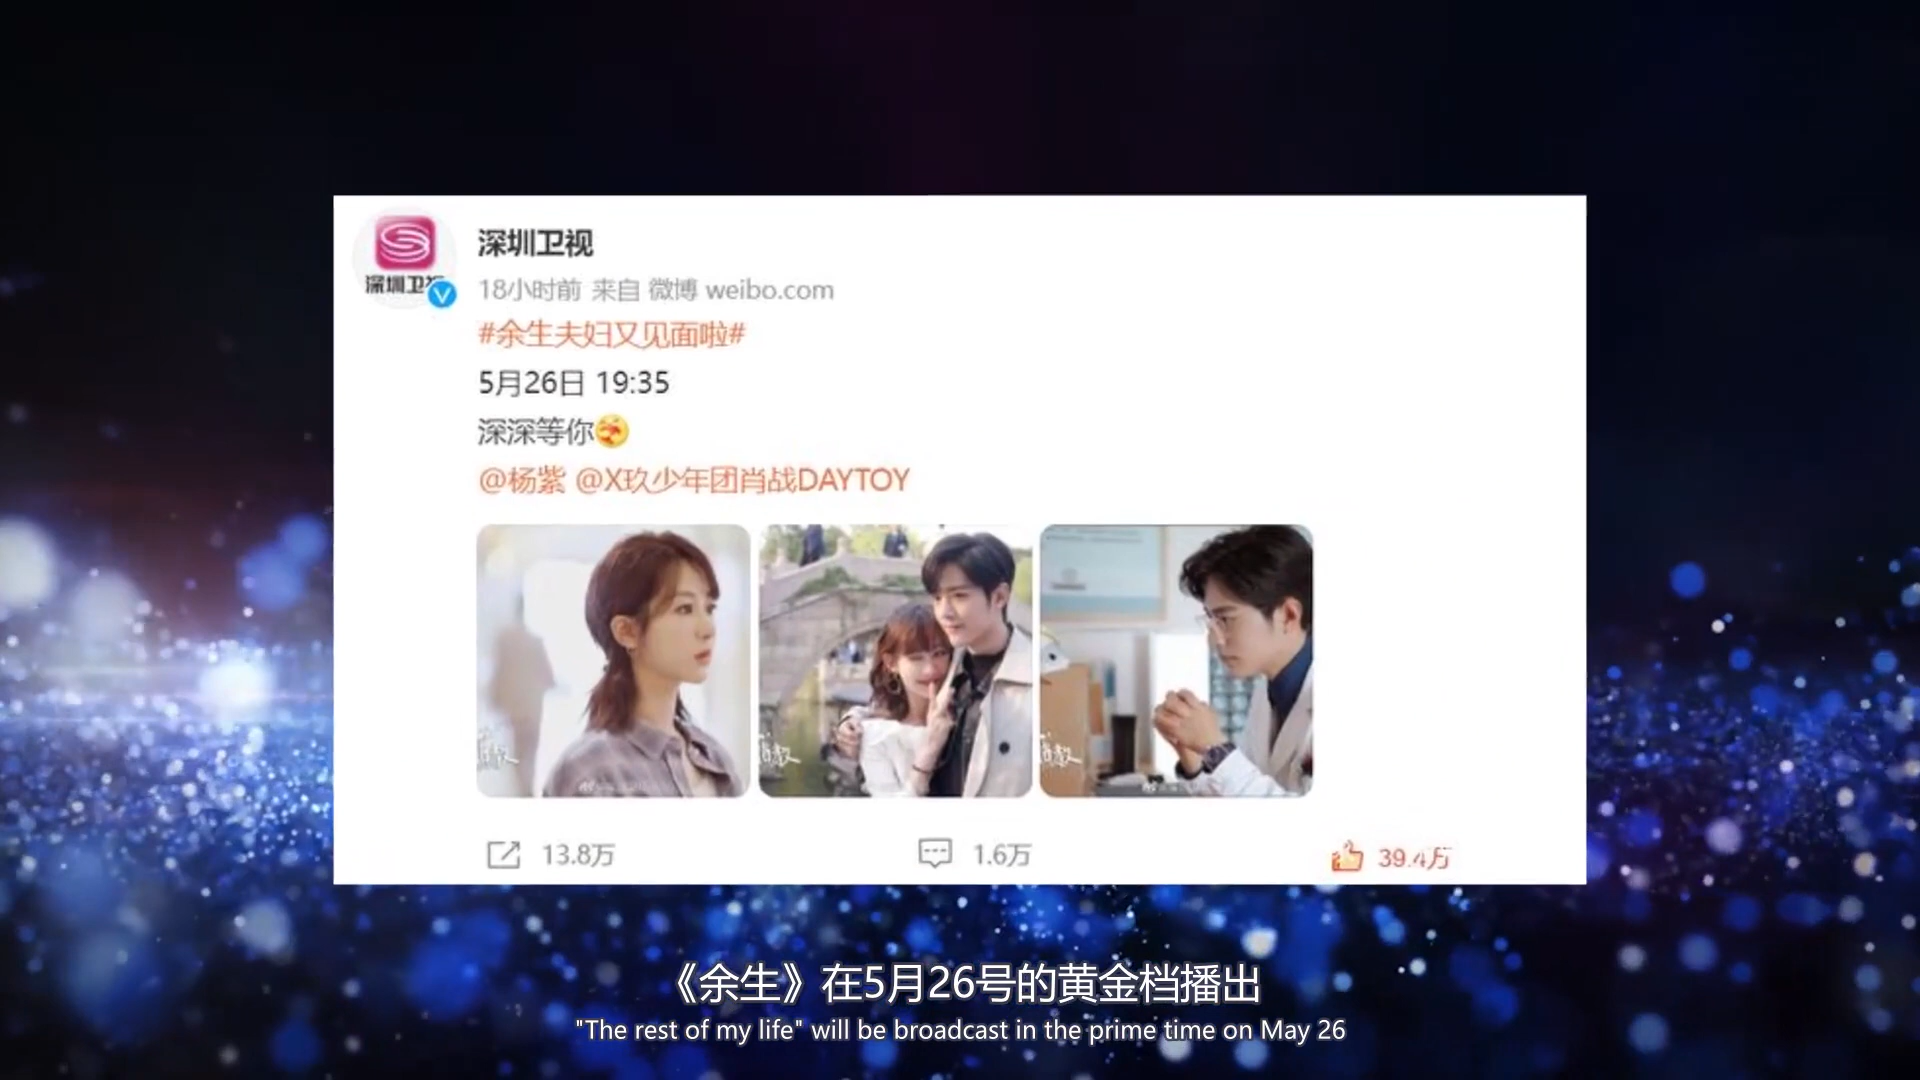 深圳卫视
深圳卫视
18小时前 来自 微博 weibo.com
#余生夫妇又见面啦#
5月26日 19:35
深深等你
@杨紫 @X玖少年团肖战DAYTOY
13.8万
1.6万
39.4万
《余生》在5月26号的黄金档播出
"The rest of my life" will be broadcast in the prime time on May 26